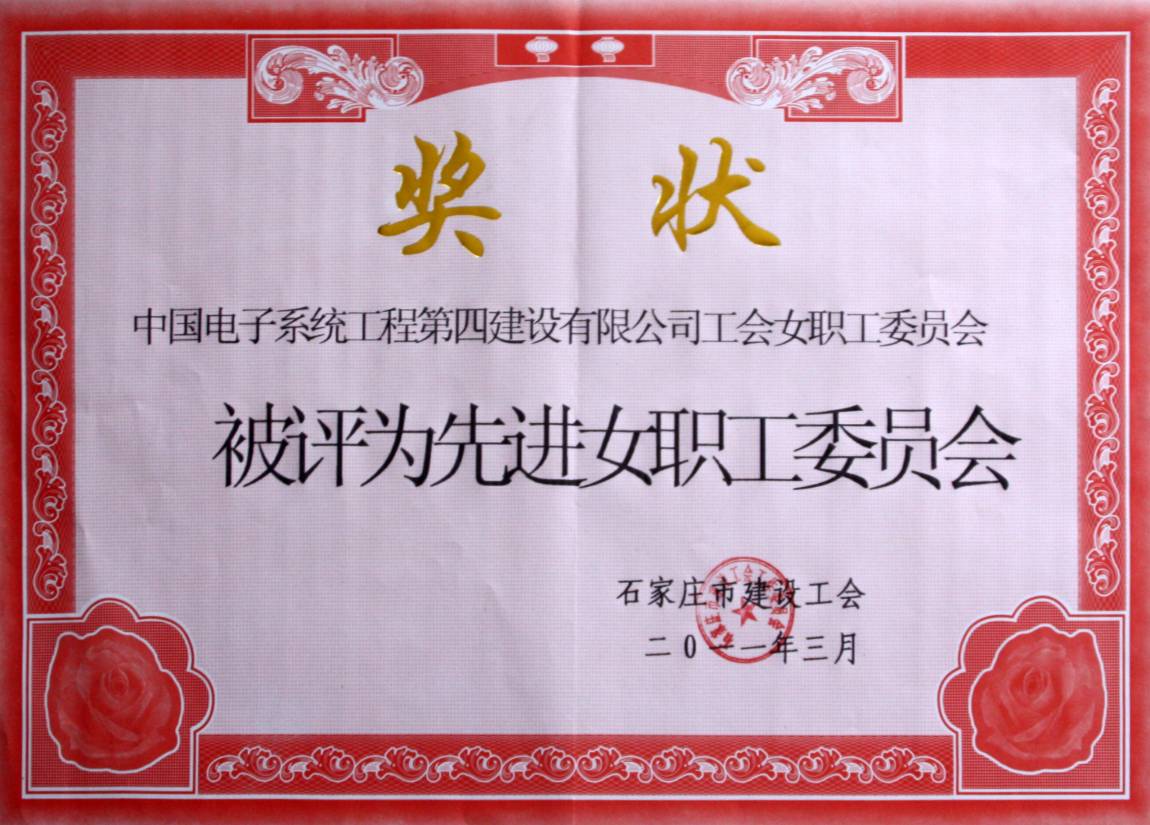 奖状
中国电子系统工程第四建设有限公司工会女职工委员会
被评为先进女职工委员会
石家庄市建设工会
二0一一年三月